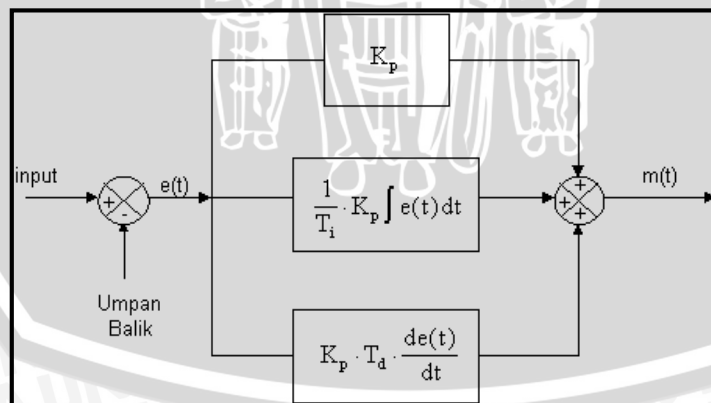 K_p
input
e(t)
+
-
1/T_i · K_p ∫ e(t) dt
+
+
+
m(t)
Umpan
Balik
K_p · T_d · de(t)/dt